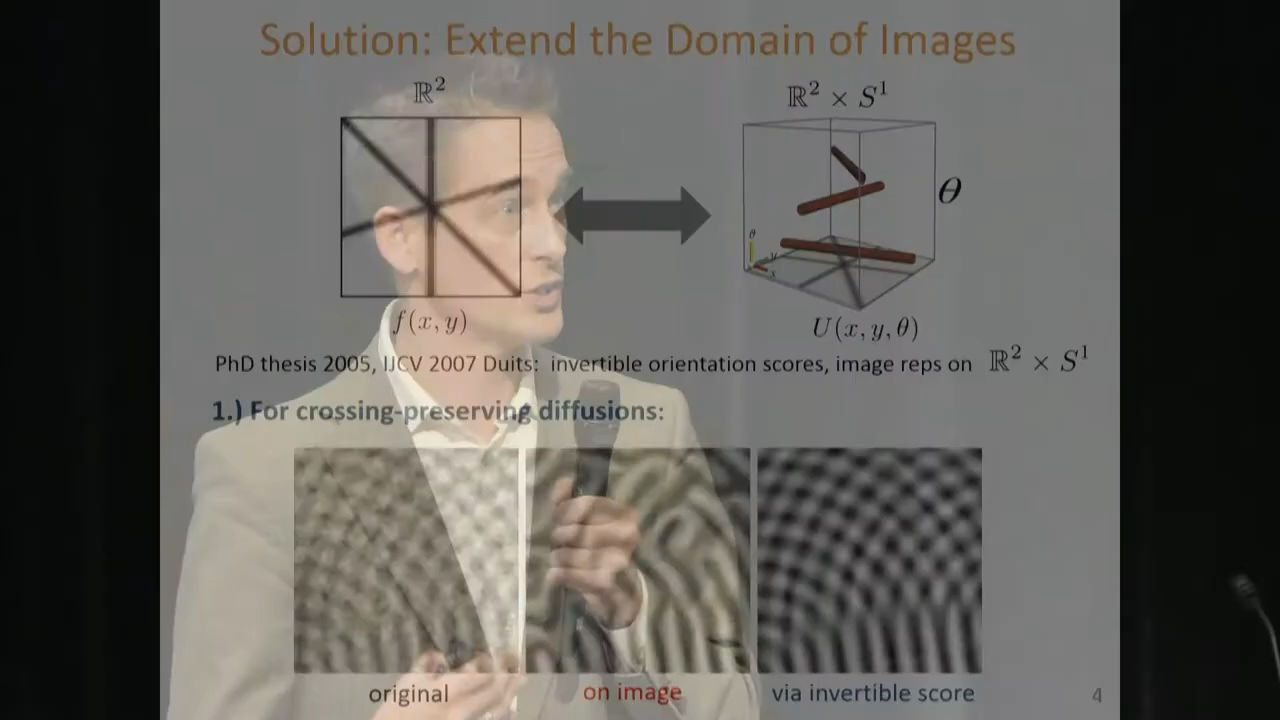 Solution: Extend the Domain of Images
ℝ² ℝ² × S¹
θ
θ
y
x
f(x, y) U(x, y, θ)
PhD thesis 2005, IJCV 2007 Duits: invertible orientation scores, image reps on ℝ² × S¹
1.) For crossing-preserving diffusions:
original on image via invertible score 4